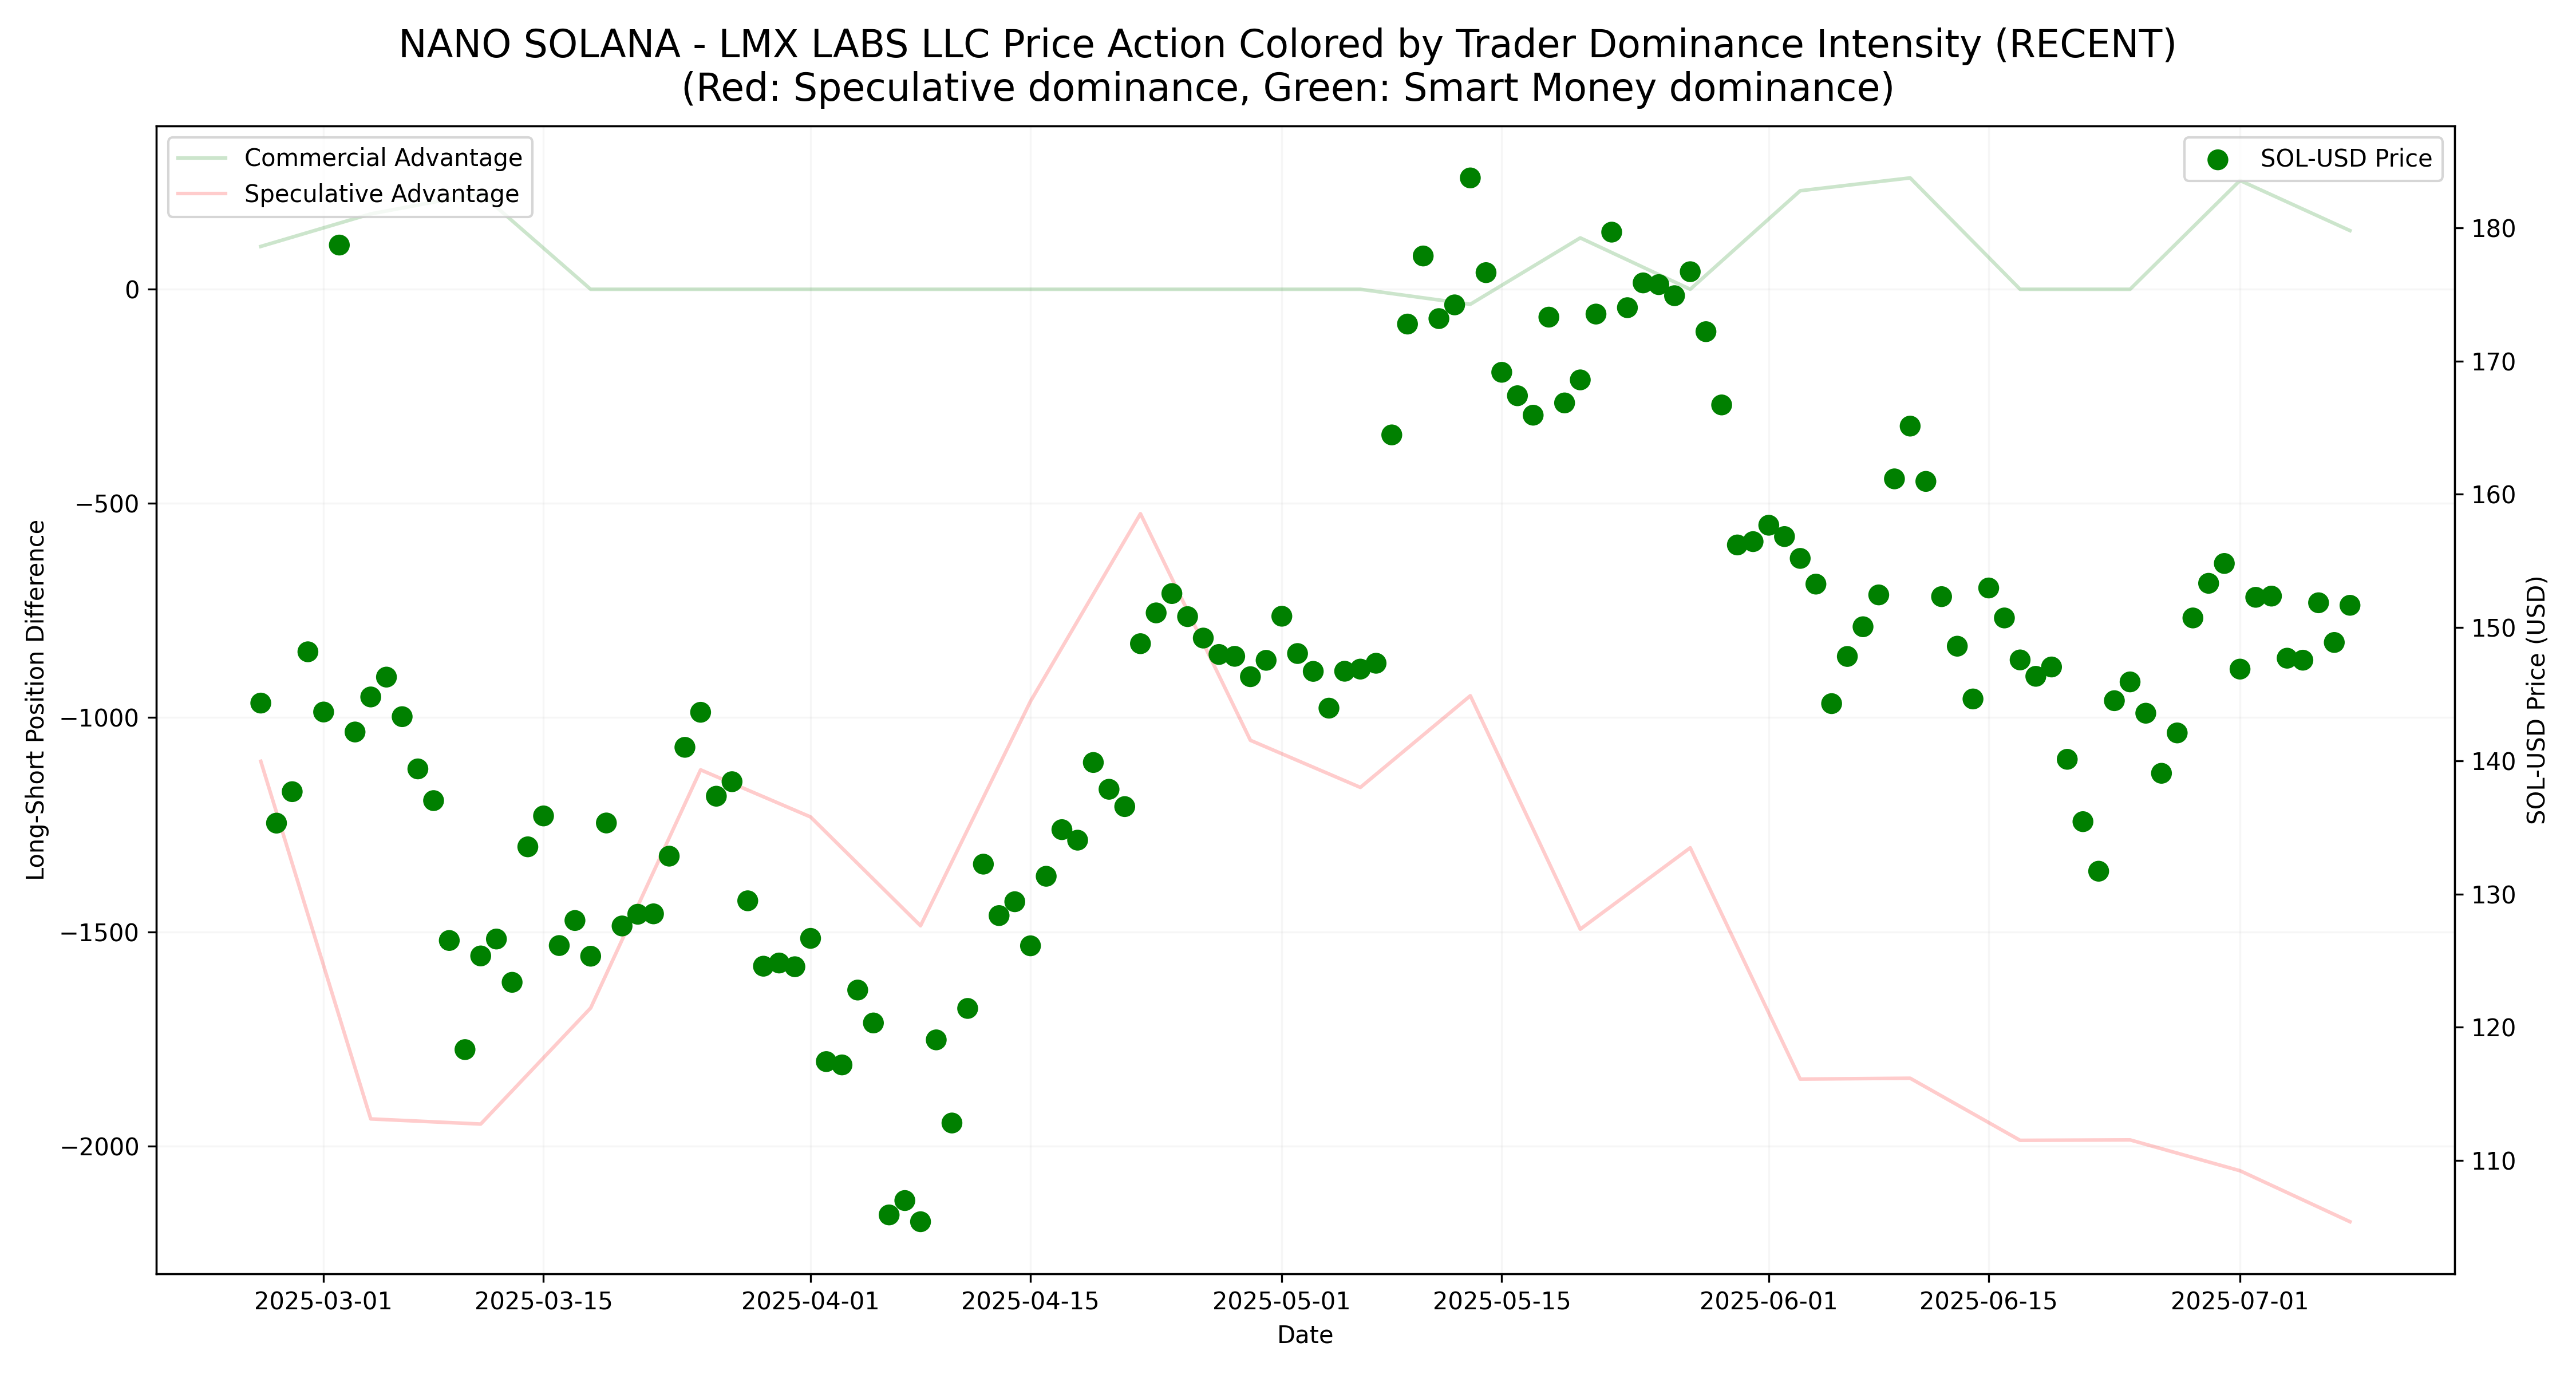 NANO SOLANA - LMX LABS LLC Price Action Colored by Trader Dominance Intensity (RECENT)
(Red: Speculative dominance, Green: Smart Money dominance)
Commercial Advantage
Speculative Advantage
SOL-USD Price
Long-Short Position Difference
0
−500
−1000
−1500
−2000
180
170
160
150
140
130
120
110
SOL-USD Price (USD)
2025-03-01 2025-03-15 2025-04-01 2025-04-15 2025-05-01 2025-05-15 2025-06-01 2025-06-15 2025-07-01
Date